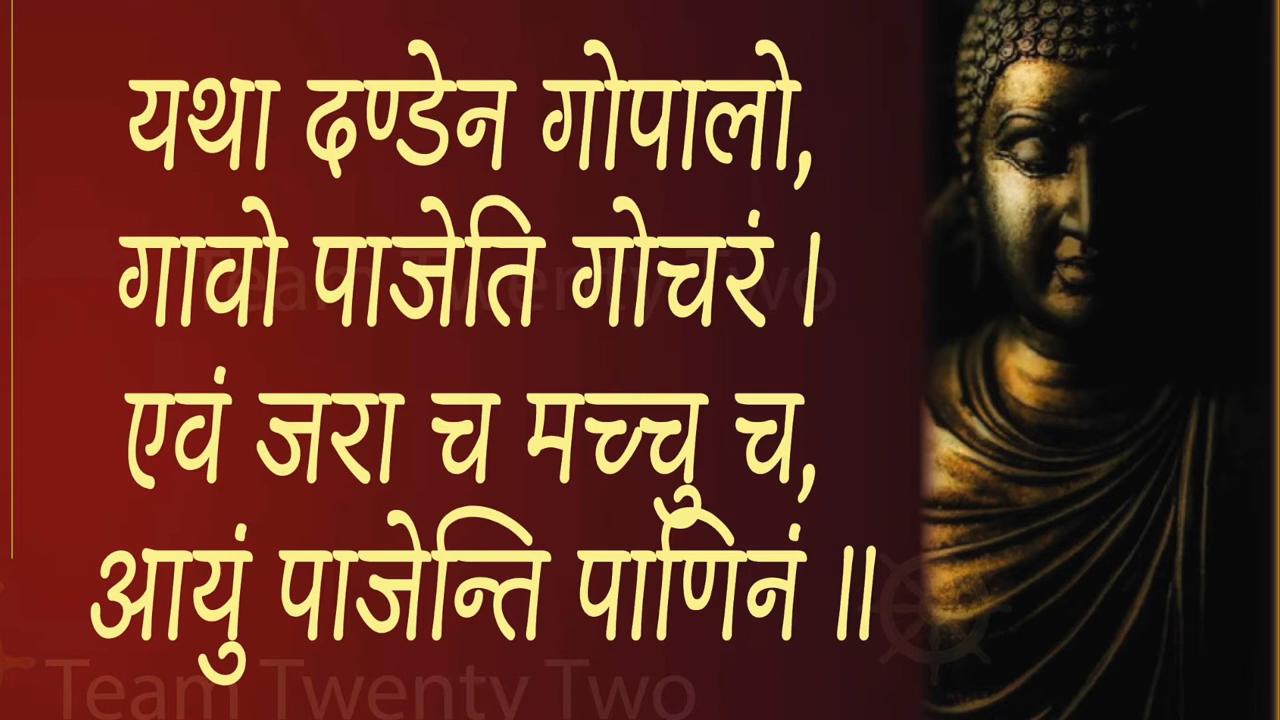 यथा दण्डेन गोपालो,
गावो पाजेति गोचरं ।
Team Twenty Two
एवं जरा च मच्चु च,
आयुं पाजेन्ति पाणिनं ॥
Team Twenty Two